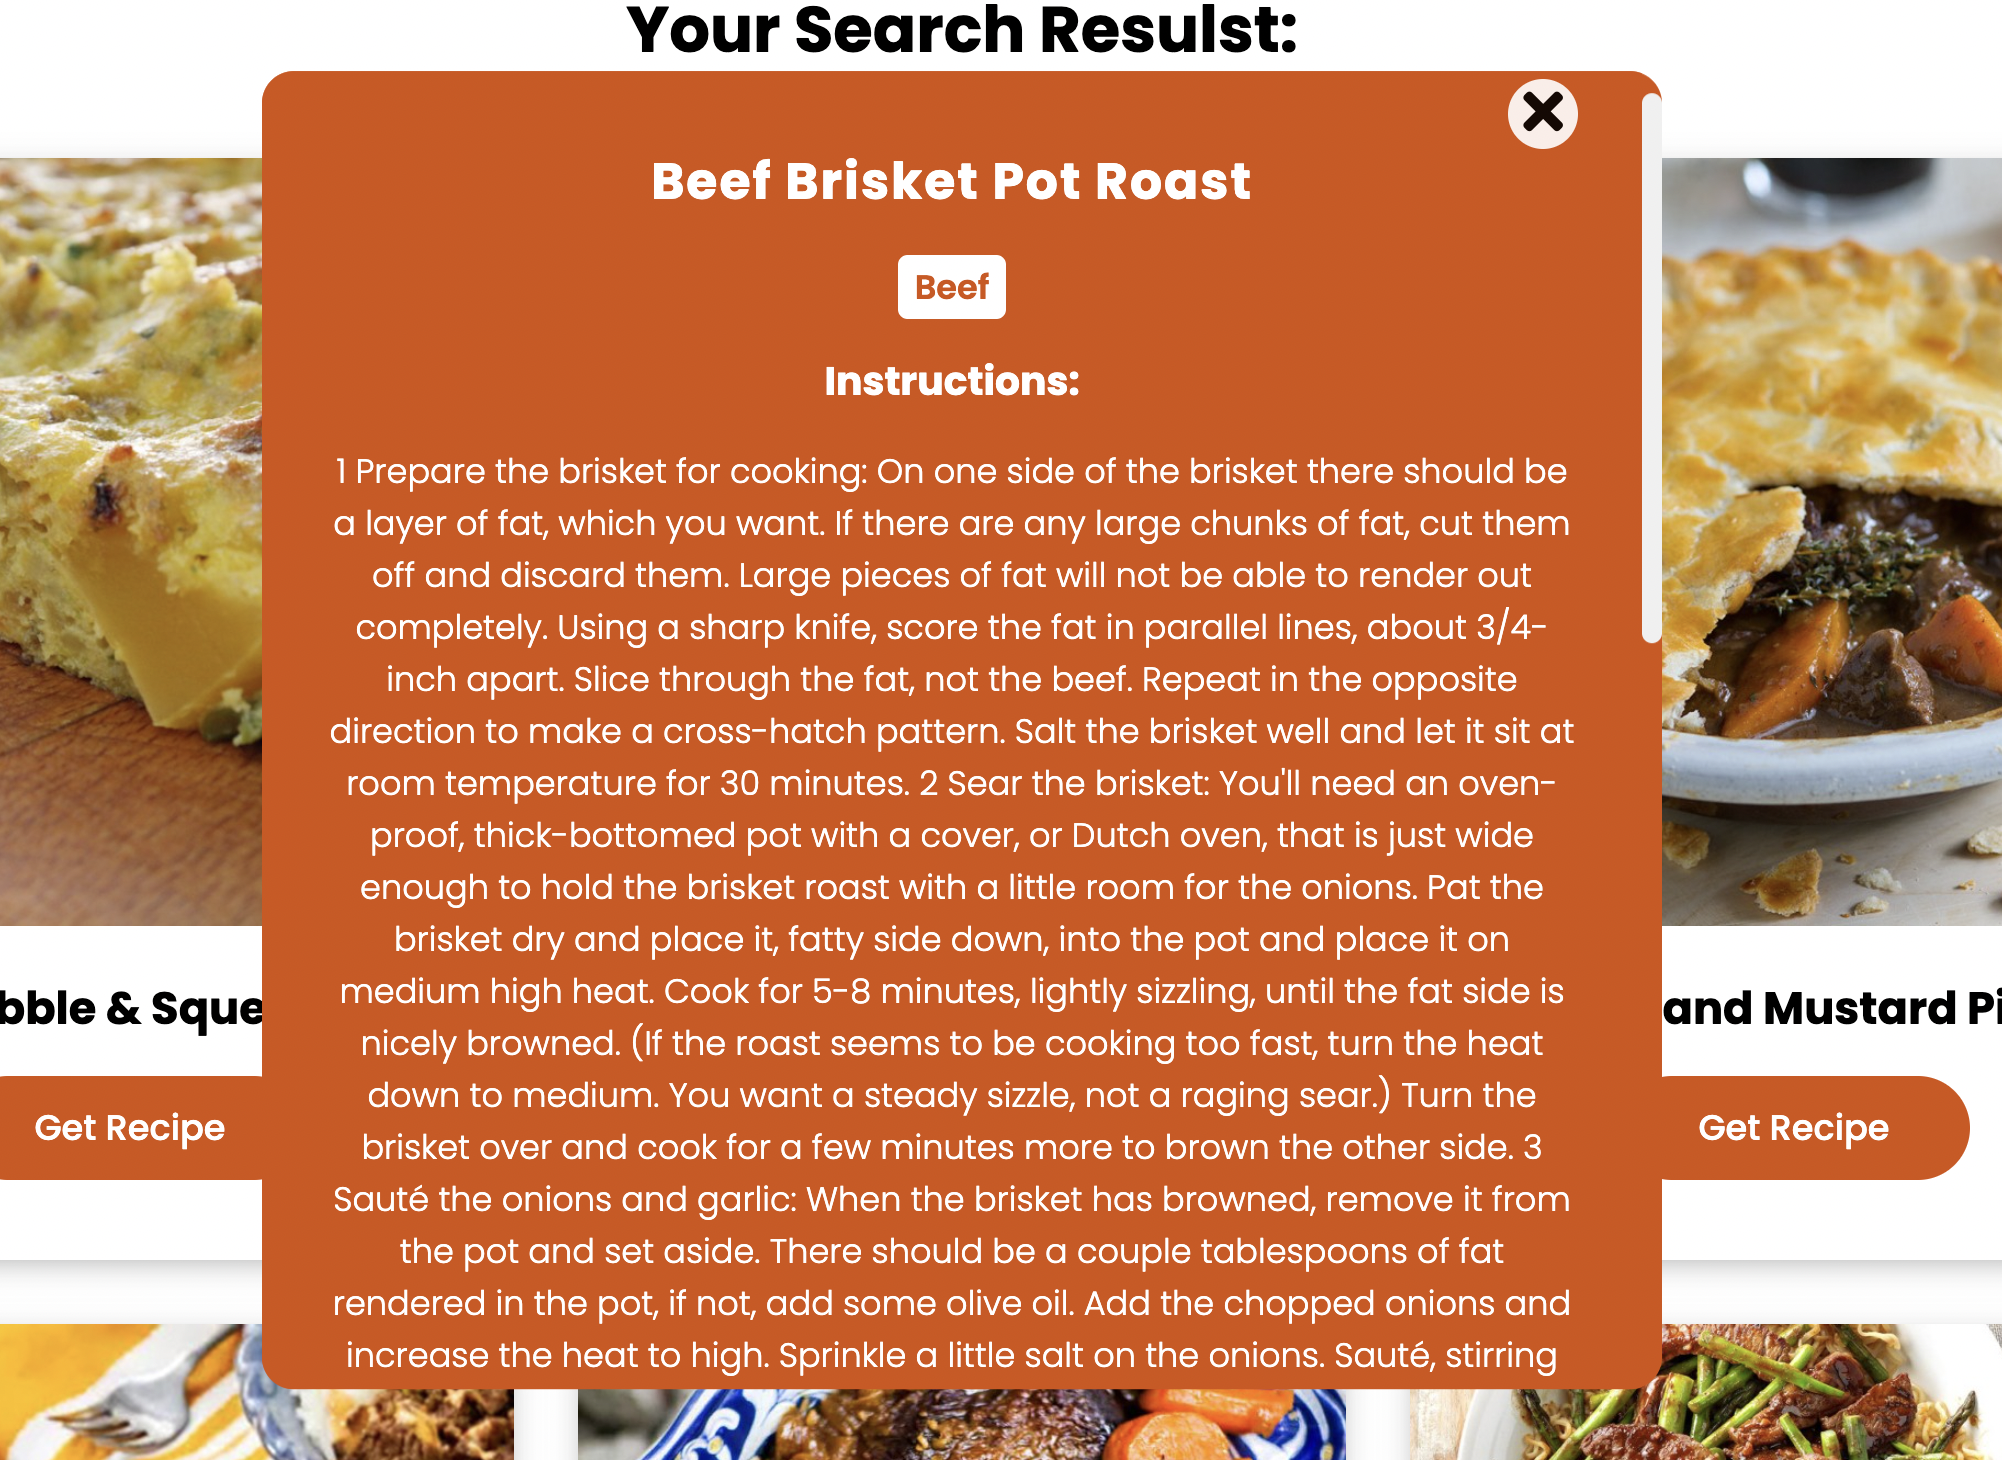 Your Search Resulst:
Beef Brisket Pot Roast
Beef
Instructions:
1 Prepare the brisket for cooking: On one side of the brisket there should be
a layer of fat, which you want. If there are any large chunks of fat, cut them
off and discard them. Large pieces of fat will not be able to render out
completely. Using a sharp knife, score the fat in parallel lines, about 3/4-
inch apart. Slice through the fat, not the beef. Repeat in the opposite
direction to make a cross-hatch pattern. Salt the brisket well and let it sit at
room temperature for 30 minutes. 2 Sear the brisket: You'll need an oven-
proof, thick-bottomed pot with a cover, or Dutch oven, that is just wide
enough to hold the brisket roast with a little room for the onions. Pat the
brisket dry and place it, fatty side down, into the pot and place it on
medium high heat. Cook for 5-8 minutes, lightly sizzling, until the fat side is
nicely browned. (If the roast seems to be cooking too fast, turn the heat
down to medium. You want a steady sizzle, not a raging sear.) Turn the
brisket over and cook for a few minutes more to brown the other side. 3
Sauté the onions and garlic: When the brisket has browned, remove it from
the pot and set aside. There should be a couple tablespoons of fat
rendered in the pot, if not, add some olive oil. Add the chopped onions and
increase the heat to high. Sprinkle a little salt on the onions. Sauté, stirring
bble & Sque
Get Recipe
and Mustard Pi
Get Recipe